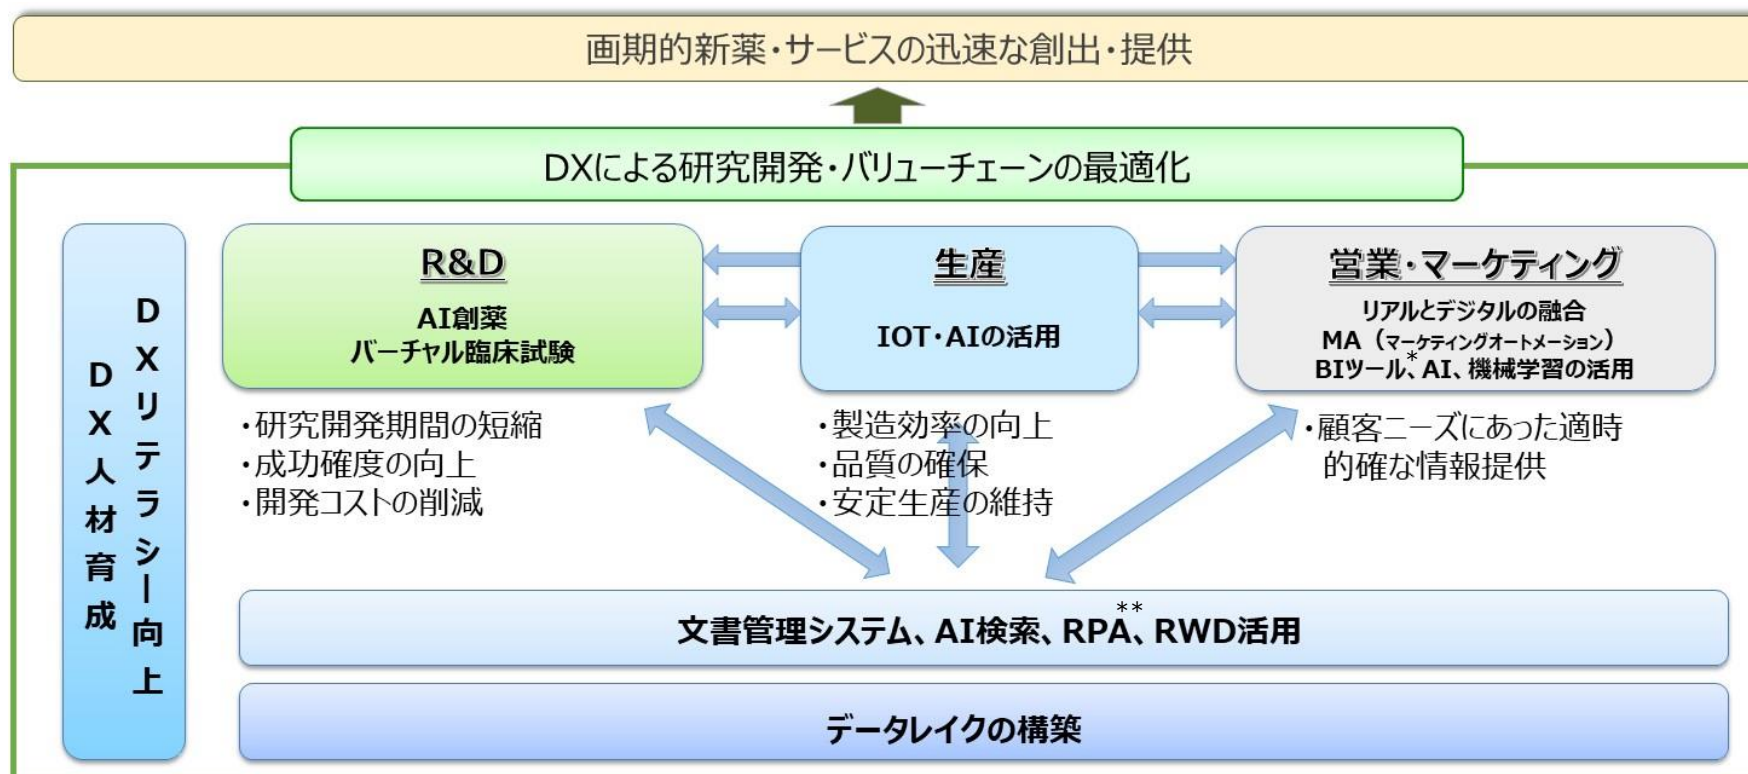 画期的新薬・サービスの迅速な創出・提供
DXによる研究開発・バリューチェーンの最適化
DXリテラシー向上
DX人材育成
R&D
AI創薬
バーチャル臨床試験
・研究開発期間の短縮
・成功確度の向上
・開発コストの削減
生産
IOT・AIの活用
・製造効率の向上
・品質の確保
・安定生産の維持
営業・マーケティング
リアルとデジタルの融合
MA（マーケティングオートメーション）
BIツール*、AI、機械学習の活用
・顧客ニーズにあった適時
的確な情報提供
文書管理システム、AI検索、RPA**、RWD活用
データレイクの構築